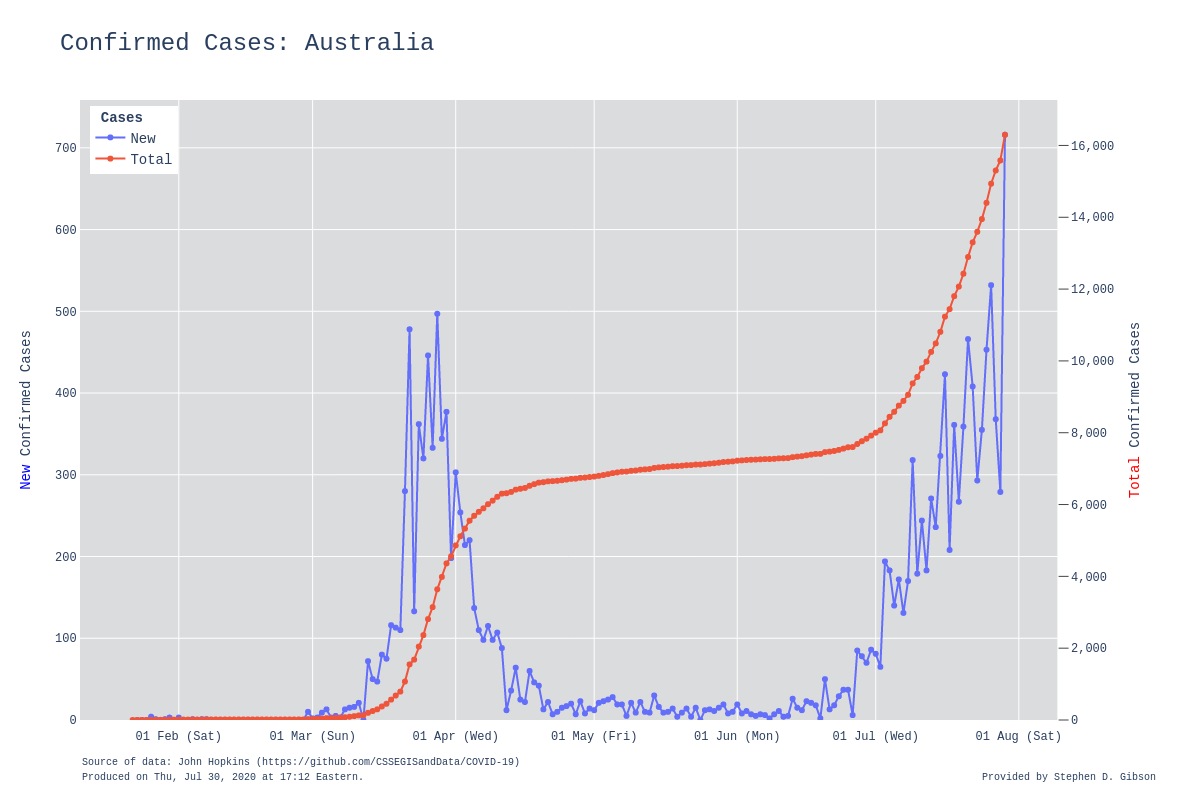 Confirmed Cases: Australia
Cases
New
Total
700
600
500
400
300
200
100
0
New Confirmed Cases
16,000
14,000
12,000
10,000
8,000
6,000
4,000
2,000
0
Total Confirmed Cases
01 Feb (Sat) 01 Mar (Sun) 01 Apr (Wed) 01 May (Fri) 01 Jun (Mon) 01 Jul (Wed) 01 Aug (Sat)
Source of data: John Hopkins (https://github.com/CSSEGISandData/COVID-19)
Produced on Thu, Jul 30, 2020 at 17:12 Eastern.
Provided by Stephen D. Gibson